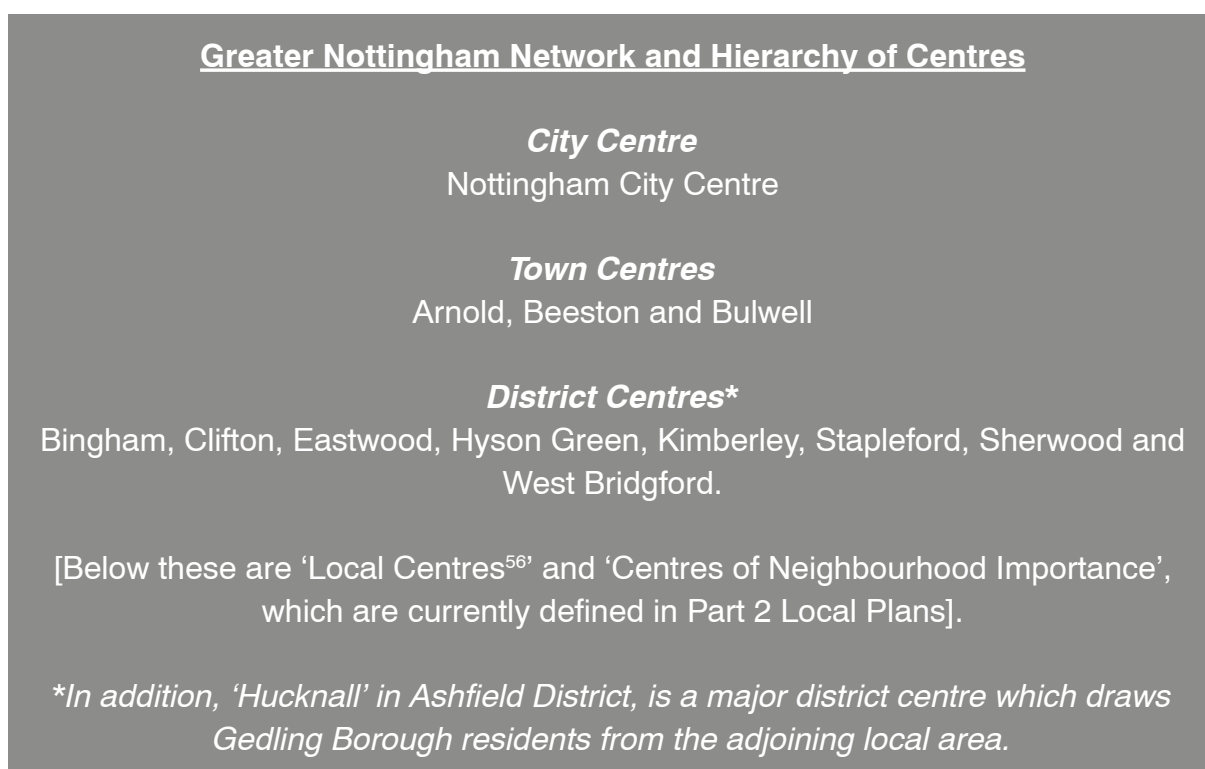 Greater Nottingham Network and Hierarchy of Centres
City Centre
Nottingham City Centre
Town Centres
Arnold, Beeston and Bulwell
District Centres*
Bingham, Clifton, Eastwood, Hyson Green, Kimberley, Stapleford, Sherwood and
West Bridgford.
[Below these are ‘Local Centres⁵⁶’ and ‘Centres of Neighbourhood Importance’,
which are currently defined in Part 2 Local Plans].
*In addition, ‘Hucknall’ in Ashfield District, is a major district centre which draws
Gedling Borough residents from the adjoining local area.